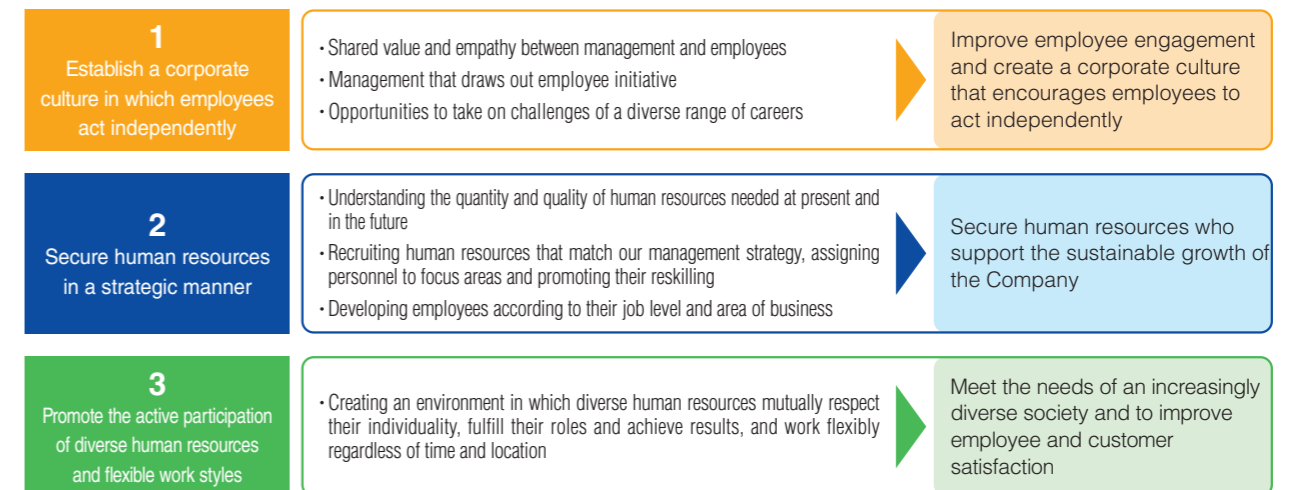 1
Establish a corporate
culture in which employees
act independently
· Shared value and empathy between management and employees
· Management that draws out employee initiative
· Opportunities to take on challenges of a diverse range of careers
Improve employee engagement
and create a corporate culture
that encourages employees to
act independently
2
Secure human resources
in a strategic manner
· Understanding the quantity and quality of human resources needed at present and
in the future
· Recruiting human resources that match our management strategy, assigning
personnel to focus areas and promoting their reskilling
· Developing employees according to their job level and area of business
Secure human resources who
support the sustainable growth of
the Company
3
Promote the active participation
of diverse human resources
and flexible work styles
· Creating an environment in which diverse human resources mutually respect
their individuality, fulfill their roles and achieve results, and work flexibly
regardless of time and location
Meet the needs of an increasingly
diverse society and to improve
employee and customer
satisfaction